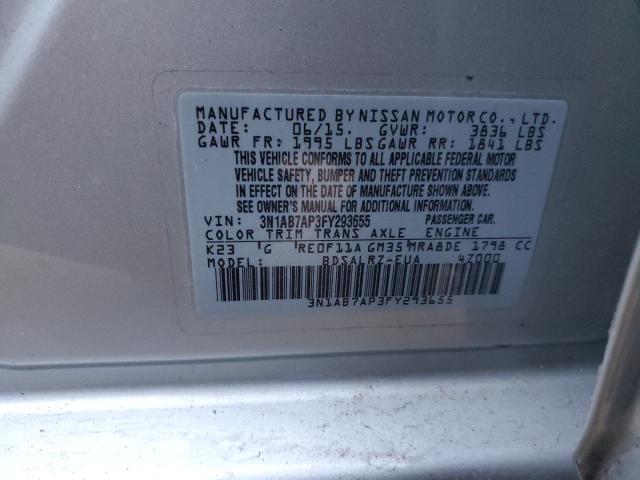 MANUFACTURED BY NISSAN MOTOR CO., LTD.
DATE: 06/15. GVWR: 3836 LBS
GAWR FR: 1995 LBS GAWR RR: 1841 LBS
THIS VEHICLE CONFORMS TO ALL APPLICABLE FEDERAL MOTOR
VEHICLE SAFETY, BUMPER AND THEFT PREVENTION STANDARDS
IN EFFECT ON THE DATE OF MANUFACTURE SHOWN ABOVE.
SEE OWNER'S MANUAL FOR ADDITIONAL INFORMATION.
VIN: 3N1AB7AP3FY293655 PASSENGER CAR.
COLOR TRIM TRANS AXLE ENGINE
K23 G RE0F11A GM35 MRA8DE 1798 CC
MODEL: BDSALRZ-EUA 4Z000
3N1AB7AP3FY293655